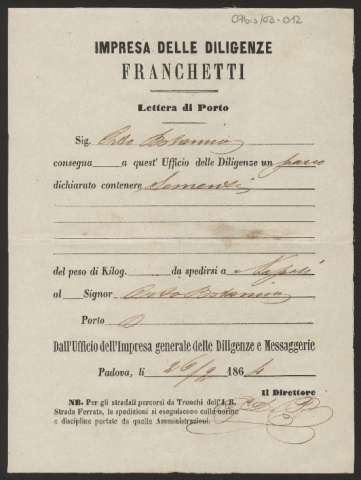 07bis/03-012
IMPRESA DELLE DILIGENZE
FRANCHETTI
Lettera di Porto
Sig. Orto Botanico
consegna a quest' Ufficio delle Diligenze un pacco
dichiarato contenere Semenze
del peso di Kilog. da spedirsi a Napoli
al Signor Orto Botanico
Porto
Dall'Ufficio dell'Impresa generale delle Diligenze e Messaggerie
Padova, li 26/9 1864
Il Direttore
NB. Per gli stradali percorsi da Tronchi dell'I. R.
Strada Ferrata, le spedizioni si eseguiscono colle norme
e discipline portate da quelle Amministrazioni.